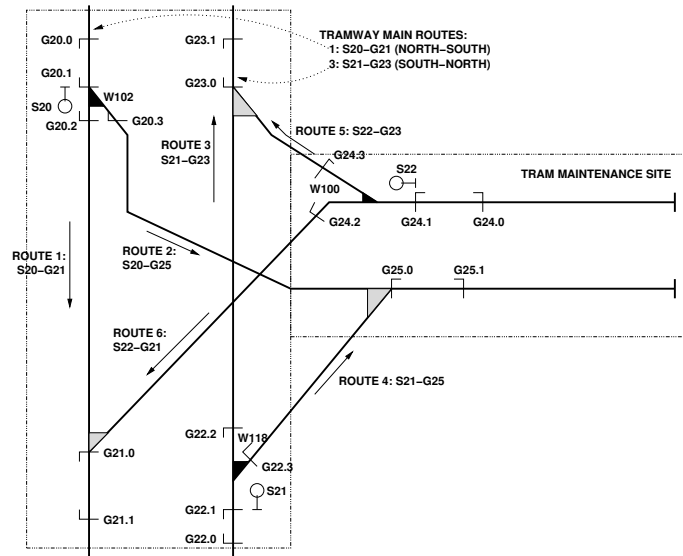 TRAMWAY MAIN ROUTES:
1: S20–G21 (NORTH–SOUTH)
3: S21–G23 (SOUTH–NORTH)
G20.0
G23.1
G20.1
G23.0
W102
S20
G20.2
G20.3
ROUTE 3
S21–G23
ROUTE 5: S22–G23
G24.3
S22
TRAM MAINTENANCE SITE
W100
G24.2
G24.1
G24.0
ROUTE 1:
S20–G21
ROUTE 2:
S20–G25
G25.0
G25.1
ROUTE 6:
S22–G21
ROUTE 4: S21–G25
G22.2
W118
G21.0
G22.3
S21
G22.1
G21.1
G22.0